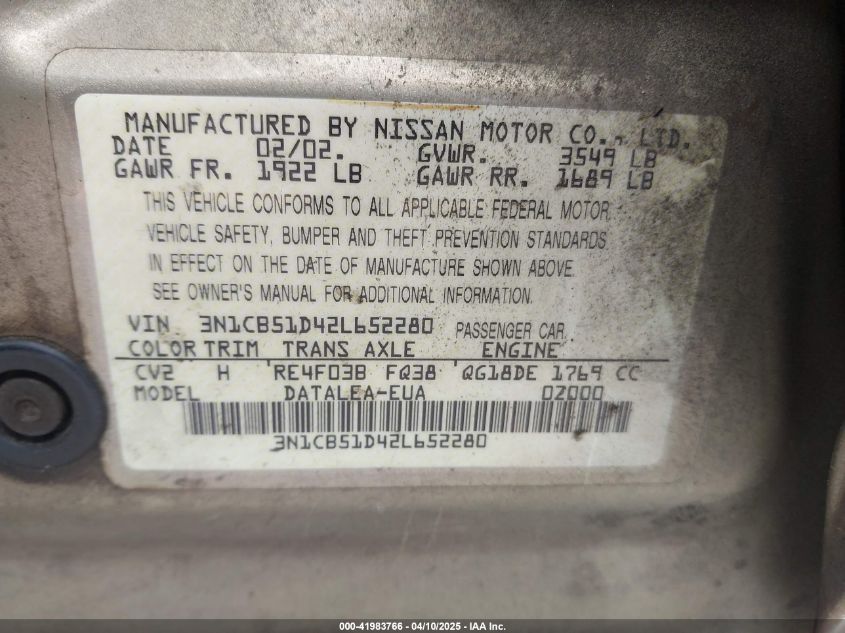 MANUFACTURED BY NISSAN MOTOR CO., LTD.
DATE 02/02. GVWR. 3549 LB
GAWR FR. 1922 LB GAWR RR. 1689 LB
THIS VEHICLE CONFORMS TO ALL APPLICABLE FEDERAL MOTOR
VEHICLE SAFETY, BUMPER AND THEFT PREVENTION STANDARDS
IN EFFECT ON THE DATE OF MANUFACTURE SHOWN ABOVE.
SEE OWNER'S MANUAL FOR ADDITIONAL INFORMATION.
VIN 3N1CB51D42L652280 PASSENGER CAR
COLOR TRIM TRANS AXLE ENGINE
CV2 H RE4F03B FQ38 QG18DE 1769 CC
MODEL DATALEA-EUA 0Z000
3N1CB51D42L652280
000-41983766 - 04/10/2025 - IAA Inc.